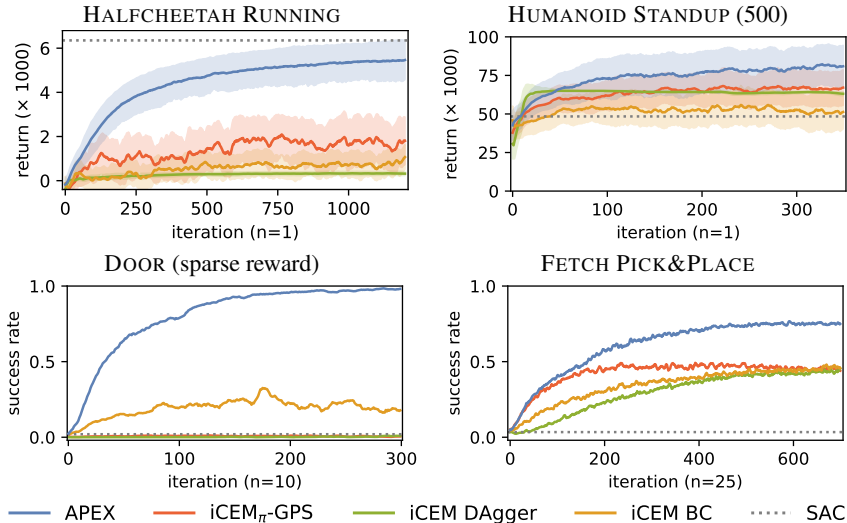 HALFCHEETAH RUNNING
HUMANOID STANDUP (500)
return (× 1000)
6
4
2
0
0
250
500
750
1000
iteration (n=1)
return (× 1000)
100
75
50
25
0
0
100
200
300
iteration (n=1)
DOOR (sparse reward)
FETCH PICK&PLACE
success rate
1.0
0.5
0.0
0
100
200
300
iteration (n=10)
success rate
1.0
0.5
0.0
0
200
400
600
iteration (n=25)
APEX iCEMπ-GPS iCEM DAgger iCEM BC SAC